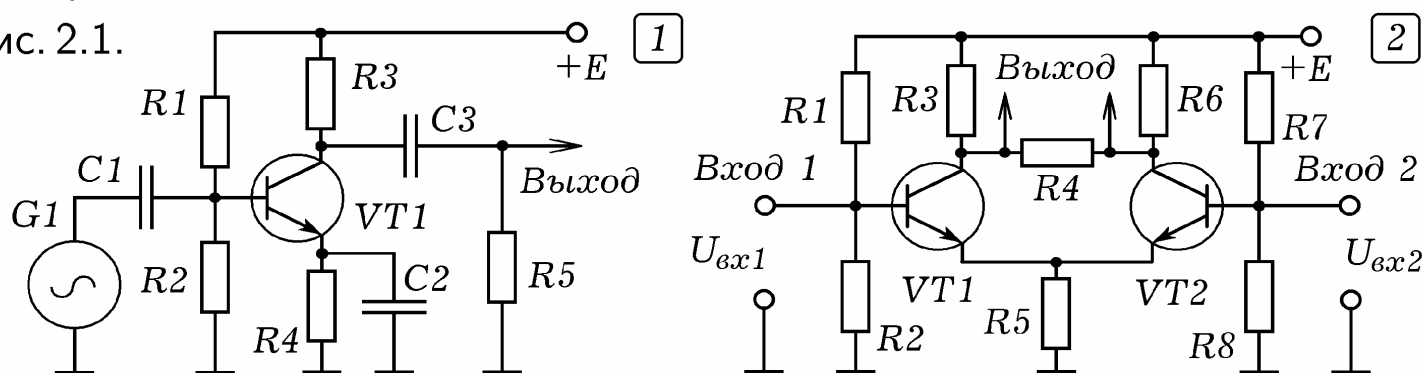 ис. 2.1.
+E
1
R3
R1
C3
C1
Выход
G1
VT1
R2
C2
R5
R4
2
+E
Выход
R1
R3
R6
R7
Вход 1
R4
Вход 2
Uвх1
Uвх2
VT1
VT2
R5
R2
R8